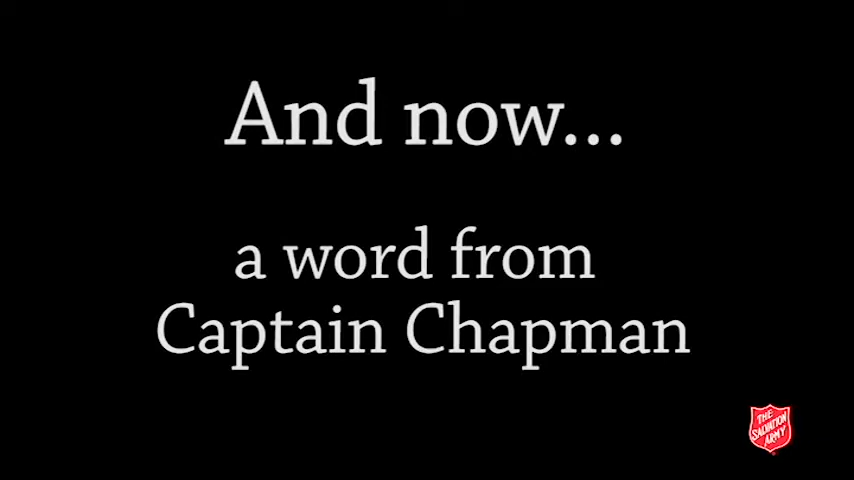 And now...
a word from
Captain Chapman
THE
SALVATION
ARMY